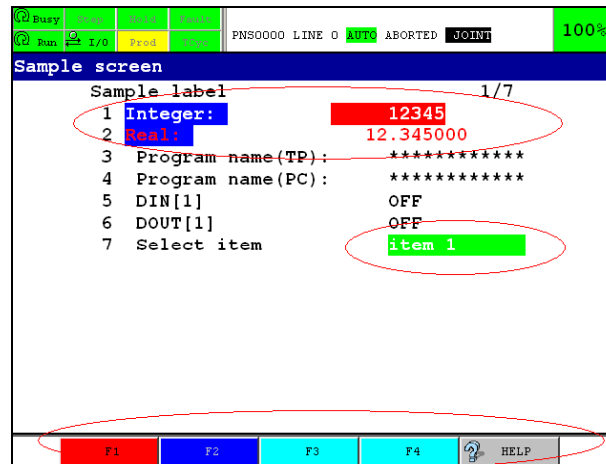 Busy Step Hold Fault
Run I/O Prod TCyc PNS0000 LINE 0 AUTO ABORTED JOINT 100%
Sample screen
Sample label 1/7
1 Integer: 12345
2 Real: 12.345000
3 Program name(TP): ************
4 Program name(PC): ************
5 DIN[1] OFF
6 DOUT[1] OFF
7 Select item item 1
F1 F2 F3 F4 HELP